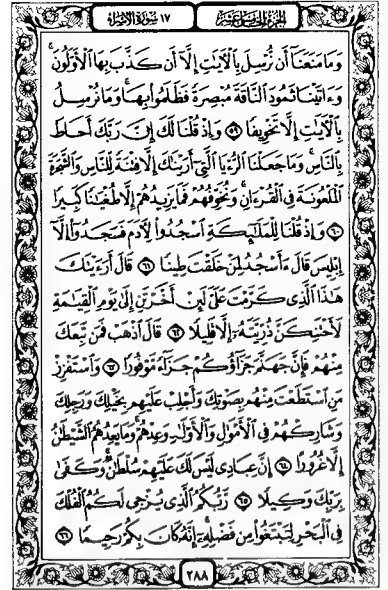 الجزء الخامس عشر
١٧ سورة الإسراء
وَمَا مَنَعَنَآ أَن نُّرْسِلَ بِٱلْءَايَٰتِ إِلَّآ أَن كَذَّبَ بِهَا ٱلْأَوَّلُونَ ۚ
وَءَاتَيْنَا ثَمُودَ ٱلنَّاقَةَ مُبْصِرَةً فَظَلَمُوا۟ بِهَا ۚ وَمَا نُرْسِلُ
بِٱلْءَايَٰتِ إِلَّا تَخْوِيفًا ٥٩ وَإِذْ قُلْنَا لَكَ إِنَّ رَبَّكَ أَحَاطَ
بِٱلنَّاسِ ۚ وَمَا جَعَلْنَا ٱلرُّءْيَا ٱلَّتِىٓ أَرَيْنَٰكَ إِلَّا فِتْنَةً لِّلنَّاسِ وَٱلشَّجَرَةَ
ٱلْمَلْعُونَةَ فِى ٱلْقُرْءَانِ ۚ وَنُخَوِّفُهُمْ فَمَا يَزِيدُهُمْ إِلَّا طُغْيَٰنًا كَبِيرًا
٦٠ وَإِذْ قُلْنَا لِلْمَلَٰٓئِكَةِ ٱسْجُدُوا۟ لِءَادَمَ فَسَجَدُوٓا۟ إِلَّآ
إِبْلِيسَ قَالَ ءَأَسْجُدُ لِمَنْ خَلَقْتَ طِينًا ٦١ قَالَ أَرَءَيْتَكَ
هَٰذَا ٱلَّذِى كَرَّمْتَ عَلَىَّ لَئِنْ أَخَّرْتَنِ إِلَىٰ يَوْمِ ٱلْقِيَٰمَةِ
لَأَحْتَنِكَنَّ ذُرِّيَّتَهُۥٓ إِلَّا قَلِيلًا ٦٢ قَالَ ٱذْهَبْ فَمَن تَبِعَكَ
مِنْهُمْ فَإِنَّ جَهَنَّمَ جَزَآؤُكُمْ جَزَآءً مَّوْفُورًا ٦٣ وَٱسْتَفْزِزْ
مَنِ ٱسْتَطَعْتَ مِنْهُم بِصَوْتِكَ وَأَجْلِبْ عَلَيْهِم بِخَيْلِكَ وَرَجِلِكَ
وَشَارِكْهُمْ فِى ٱلْأَمْوَٰلِ وَٱلْأَوْلَٰدِ وَعِدْهُمْ ۚ وَمَا يَعِدُهُمُ ٱلشَّيْطَٰنُ
إِلَّا غُرُورًا ٦٤ إِنَّ عِبَادِى لَيْسَ لَكَ عَلَيْهِمْ سُلْطَٰنٌ ۚ وَكَفَىٰ
بِرَبِّكَ وَكِيلًا ٦٥ رَّبُّكُمُ ٱلَّذِى يُزْجِى لَكُمُ ٱلْفُلْكَ
فِى ٱلْبَحْرِ لِتَبْتَغُوا۟ مِن فَضْلِهِۦٓ ۚ إِنَّهُۥ كَانَ بِكُمْ رَحِيمًا ٦٦
٢٨٨